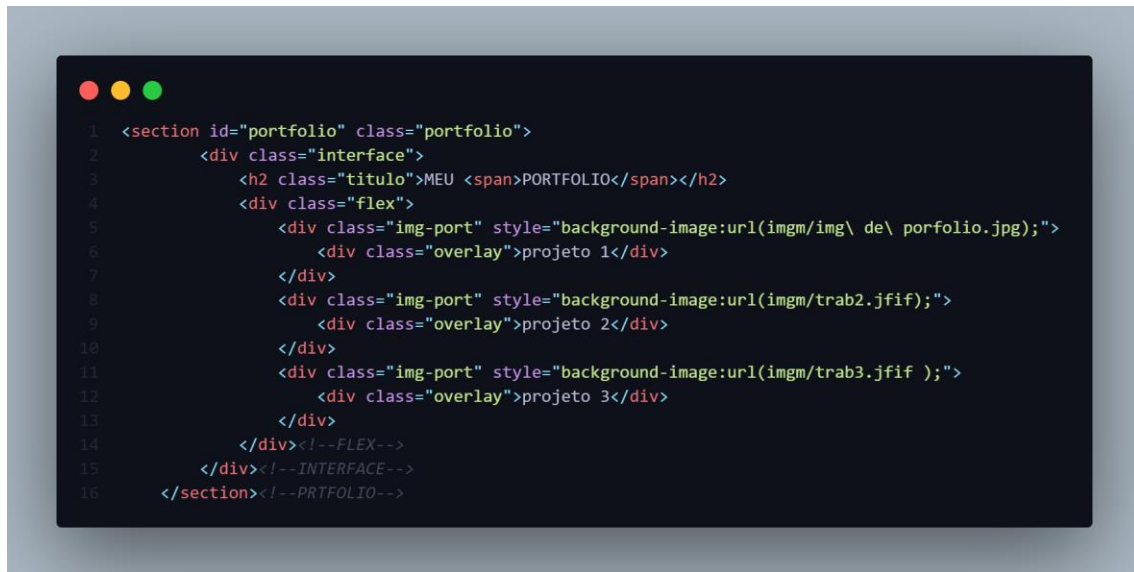 1 <section id="portfolio" class="portfolio">
2 <div class="interface">
3 <h2 class="titulo">MEU <span>PORTFOLIO</span></h2>
4 <div class="flex">
5 <div class="img-port" style="background-image:url(imgm/img\ de\ porfolio.jpg);">
6 <div class="overlay">projeto 1</div>
7 </div>
8 <div class="img-port" style="background-image:url(imgm/trab2.jfif);">
9 <div class="overlay">projeto 2</div>
10 </div>
11 <div class="img-port" style="background-image:url(imgm/trab3.jfif );">
12 <div class="overlay">projeto 3</div>
13 </div>
14 </div><!--FLEX-->
15 </div><!--INTERFACE-->
16 </section><!--PRTFOLIO-->